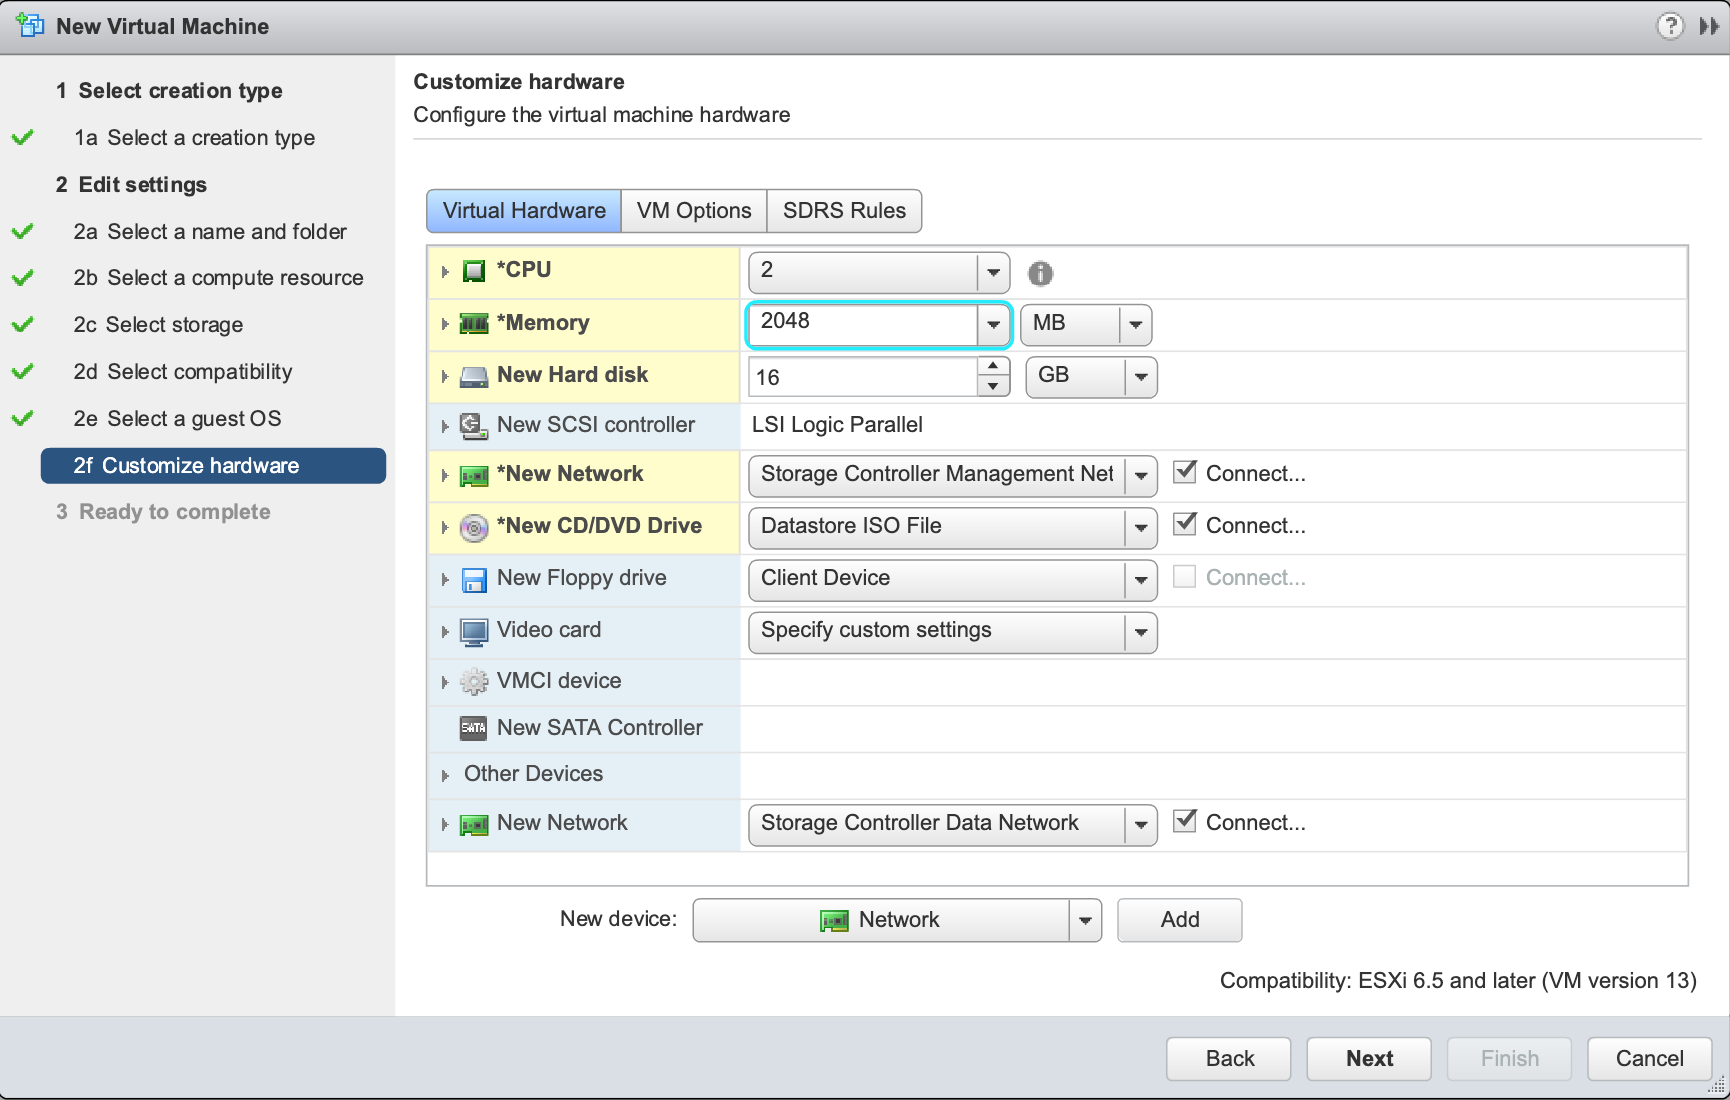 New Virtual Machine
?
1 Select creation type
1a Select a creation type
2 Edit settings
2a Select a name and folder
2b Select a compute resource
2c Select storage
2d Select compatibility
2e Select a guest OS
2f Customize hardware
3 Ready to complete
Customize hardware
Configure the virtual machine hardware
Virtual Hardware VM Options SDRS Rules
*CPU 2
*Memory 2048 MB
New Hard disk 16 GB
New SCSI controller LSI Logic Parallel
*New Network Storage Controller Management Net Connect...
*New CD/DVD Drive Datastore ISO File Connect...
New Floppy drive Client Device Connect...
Video card Specify custom settings
VMCI device
SATA New SATA Controller
Other Devices
New Network Storage Controller Data Network Connect...
New device: Network Add
Compatibility: ESXi 6.5 and later (VM version 13)
Back Next Finish Cancel